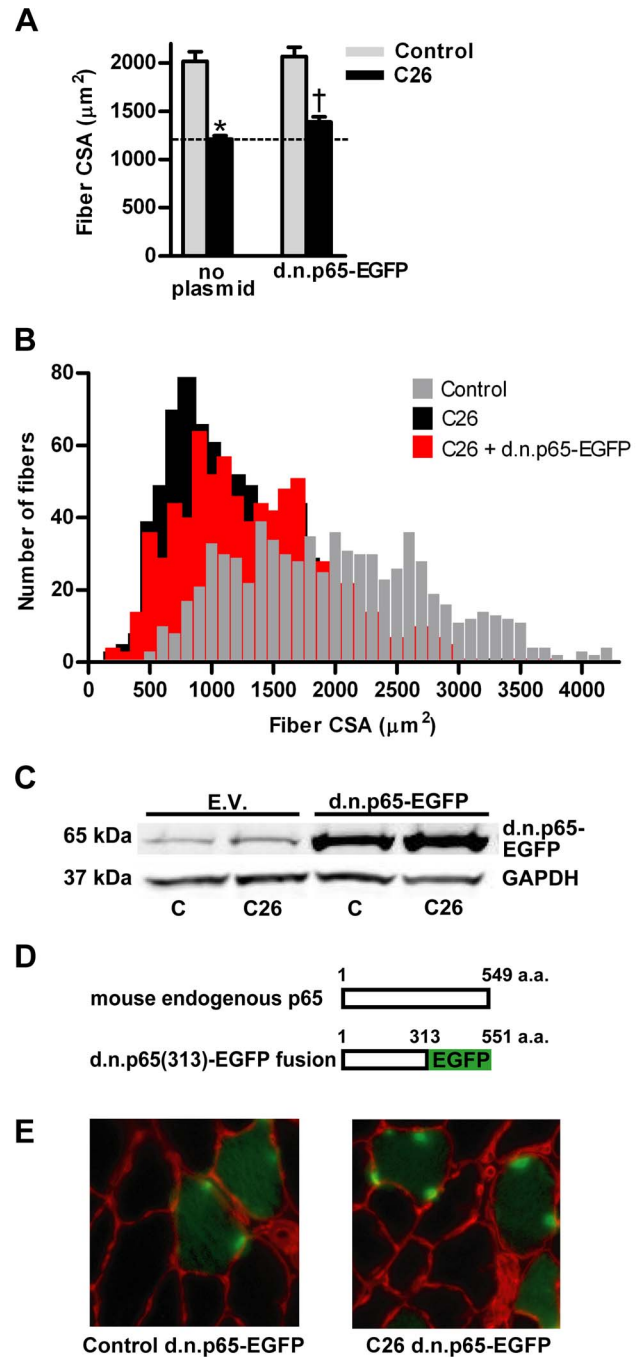 A
Fiber CSA (μm²)
2000
1500
1000
500
0
Control
C26
*
†
no
plasmid
d.n.p65-EGFP
B
Number of fibers
80
60
40
20
0
Control
C26
C26 + d.n.p65-EGFP
0 500 1000 1500 2000 2500 3000 3500 4000
Fiber CSA (μm²)
C
E.V. d.n.p65-EGFP
65 kDa
d.n.p65-
EGFP
37 kDa
GAPDH
C C26 C C26
D
1 549 a.a.
mouse endogenous p65
1 313 551 a.a.
d.n.p65(313)-EGFP fusion
EGFP
E
Control d.n.p65-EGFP
C26 d.n.p65-EGFP